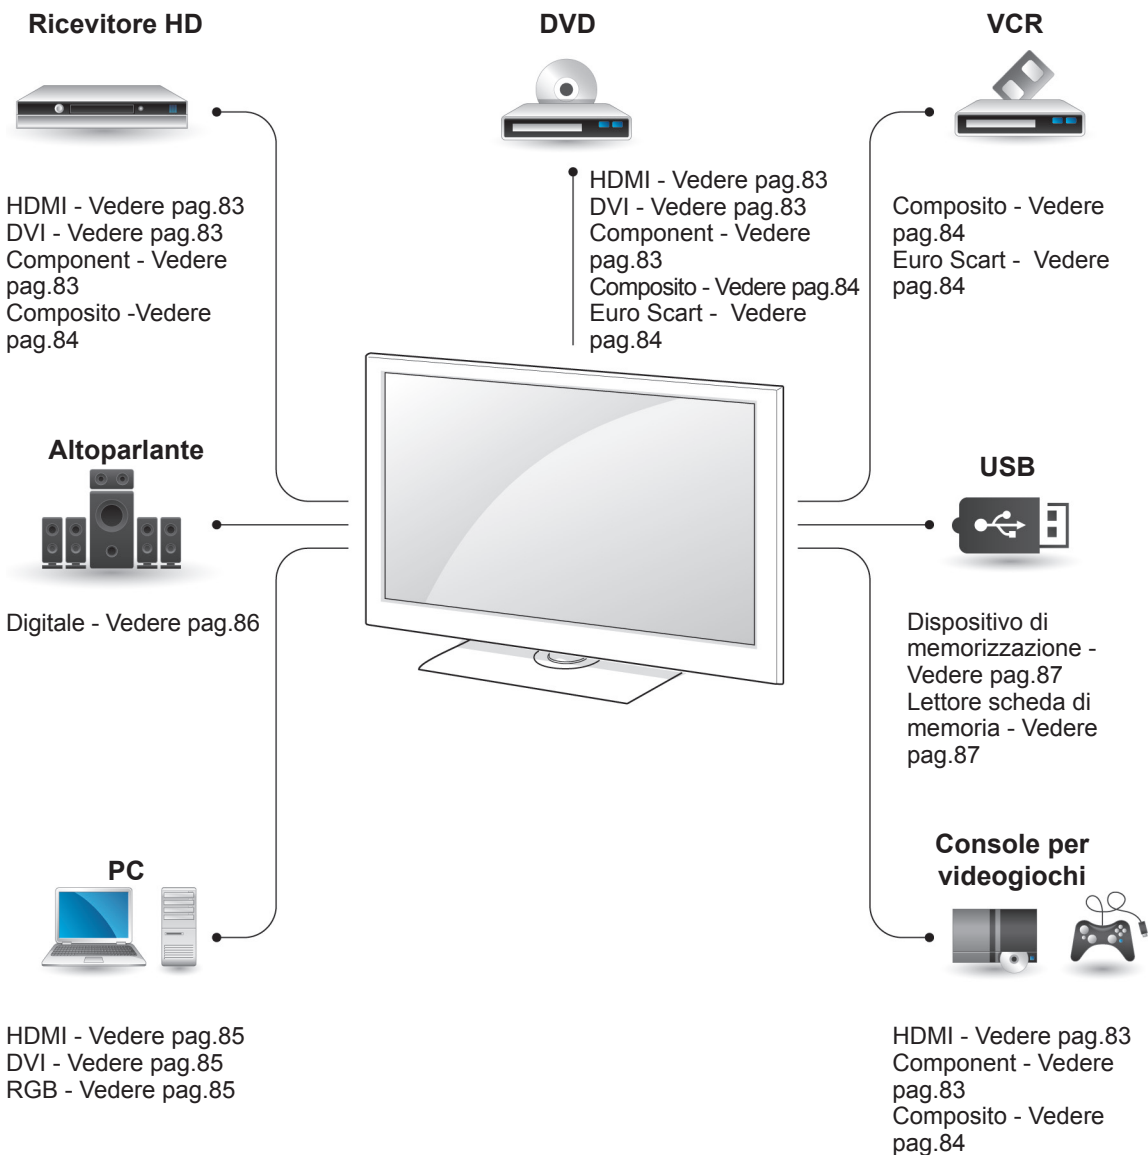 Ricevitore HD
HDMI - Vedere pag.83
DVI - Vedere pag.83
Component - Vedere
pag.83
Composito -Vedere
pag.84
DVD
HDMI - Vedere pag.83
DVI - Vedere pag.83
Component - Vedere
pag.83
Composito - Vedere pag.84
Euro Scart -  Vedere
pag.84
VCR
Composito - Vedere
pag.84
Euro Scart -  Vedere
pag.84
Altoparlante
Digitale - Vedere pag.86
USB
Dispositivo di
memorizzazione -
Vedere pag.87
Lettore scheda di
memoria - Vedere
pag.87
PC
HDMI - Vedere pag.85
DVI - Vedere pag.85
RGB - Vedere pag.85
Console per
videogiochi
HDMI - Vedere pag.83
Component - Vedere
pag.83
Composito - Vedere
pag.84